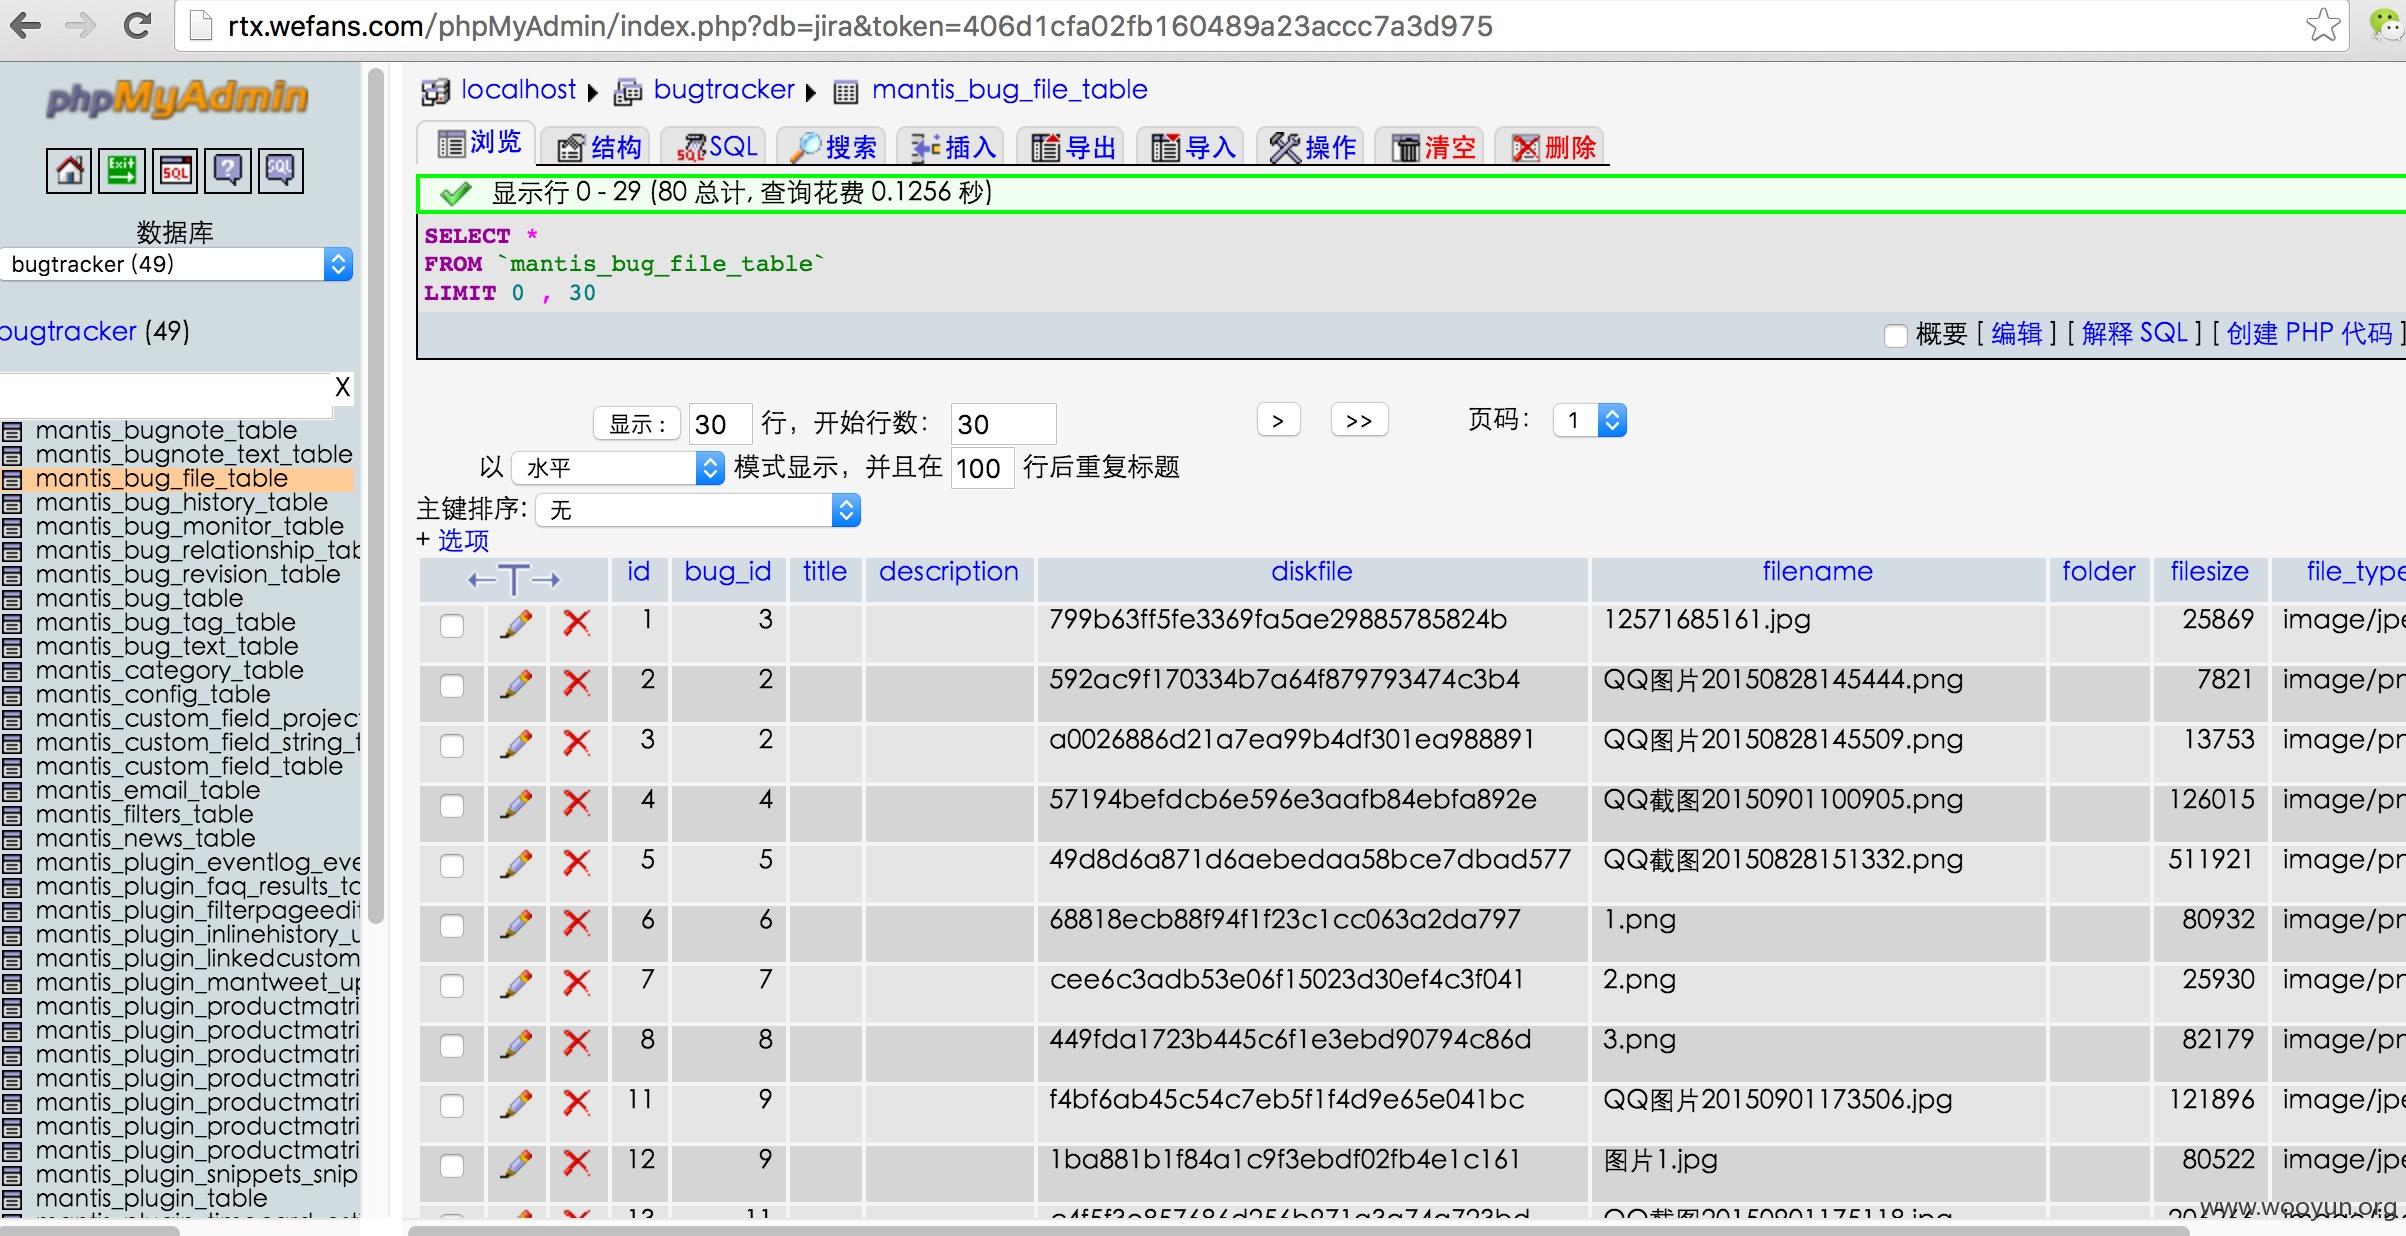 rtx.wefans.com/phpMyAdmin/index.php?db=jira&token=406d1cfa02fb160489a23accc7a3d975
phpMyAdmin
Exit SQL ? SQL
数据库
bugtracker (49)
bugtracker (49)
X
mantis_bugnote_table
mantis_bugnote_text_table
mantis_bug_file_table
mantis_bug_history_table
mantis_bug_monitor_table
mantis_bug_relationship_tab
mantis_bug_revision_table
mantis_bug_table
mantis_bug_tag_table
mantis_bug_text_table
mantis_category_table
mantis_config_table
mantis_custom_field_projec
mantis_custom_field_string_t
mantis_custom_field_table
mantis_email_table
mantis_filters_table
mantis_news_table
mantis_plugin_eventlog_eve
mantis_plugin_faq_results_ta
mantis_plugin_filterpageedit
mantis_plugin_inlinehistory_u
mantis_plugin_linkedcustom
mantis_plugin_mantweet_up
mantis_plugin_productmatri
mantis_plugin_productmatri
mantis_plugin_productmatri
mantis_plugin_productmatri
mantis_plugin_productmatri
mantis_plugin_productmatri
mantis_plugin_productmatri
mantis_plugin_snippets_snip
mantis_plugin_table
localhost bugtracker mantis_bug_file_table
浏览 结构 SQL 搜索 插入 导出 导入 操作 清空 删除
显示行 0 - 29 (80 总计, 查询花费 0.1256 秒)
SELECT *
FROM `mantis_bug_file_table`
LIMIT 0 , 30
概要 [ 编辑 ] [ 解释 SQL ] [ 创建 PHP 代码 ]
显示 : 30 行，开始行数： 30 > >> 页码： 1
以 水平 模式显示，并且在 100 行后重复标题
主键排序: 无
+ 选项
←T→ id bug_id title description diskfile filename folder filesize file_type
1 3 799b63ff5fe3369fa5ae29885785824b 12571685161.jpg 25869 image/jpe
2 2 592ac9f170334b7a64f879793474c3b4 QQ图片20150828145444.png 7821 image/pn
3 2 a0026886d21a7ea99b4df301ea988891 QQ图片20150828145509.png 13753 image/pn
4 4 57194befdcb6e596e3aafb84ebfa892e QQ截图20150901100905.png 126015 image/pn
5 5 49d8d6a871d6aebedaa58bce7dbad577 QQ截图20150828151332.png 511921 image/pn
6 6 68818ecb88f94f1f23c1cc063a2da797 1.png 80932 image/pn
7 7 cee6c3adb53e06f15023d30ef4c3f041 2.png 25930 image/pn
8 8 449fda1723b445c6f1e3ebd90794c86d 3.png 82179 image/pn
11 9 f4bf6ab45c54c7eb5f1f4d9e65e041bc QQ图片20150901173506.jpg 121896 image/jpe
12 9 1ba881b1f84a1c9f3ebdf02fb4e1c161 图片1.jpg 80522 image/jpe
13 11
www.wooyun.org